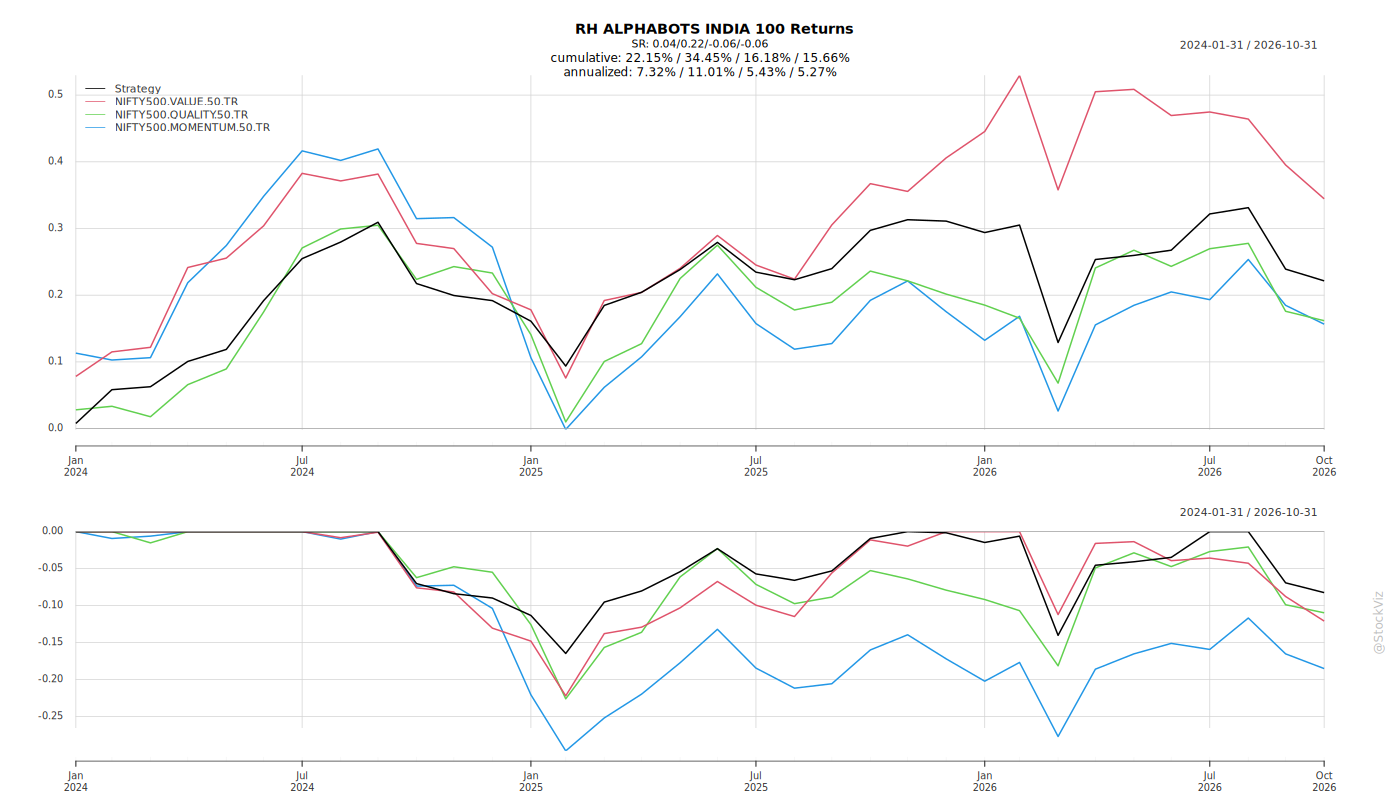 RH ALPHABOTS INDIA 100 Returns
SR: 0.04/0.22/-0.06/-0.06
2024-01-31 / 2026-10-31
cumulative: 22.15% / 34.45% / 16.18% / 15.66%
annualized: 7.32% / 11.01% / 5.43% / 5.27%
Strategy
NIFTY500.VALUE.50.TR
NIFTY500.QUALITY.50.TR
NIFTY500.MOMENTUM.50.TR
0.5
0.4
0.3
0.2
0.1
0.0
Jan Jul Jan Jul Jan Jul Oct
2024 2024 2025 2025 2026 2026 2026
2024-01-31 / 2026-10-31
0.00
-0.05
-0.10
-0.15
-0.20
-0.25
Jan Jul Jan Jul Jan Jul Oct
2024 2024 2025 2025 2026 2026 2026
@StockViz